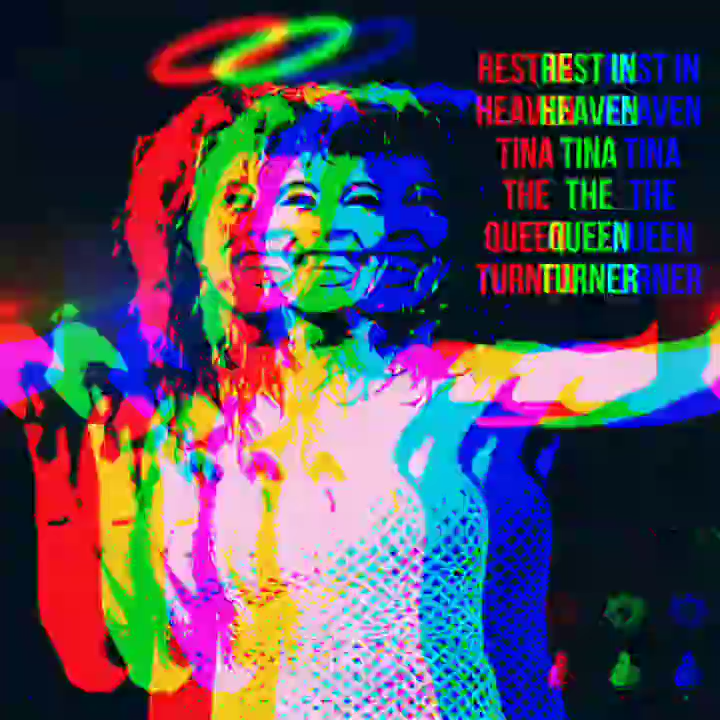 REST IN
HEAVEN
TINA
THE
QUEEN
TURNER